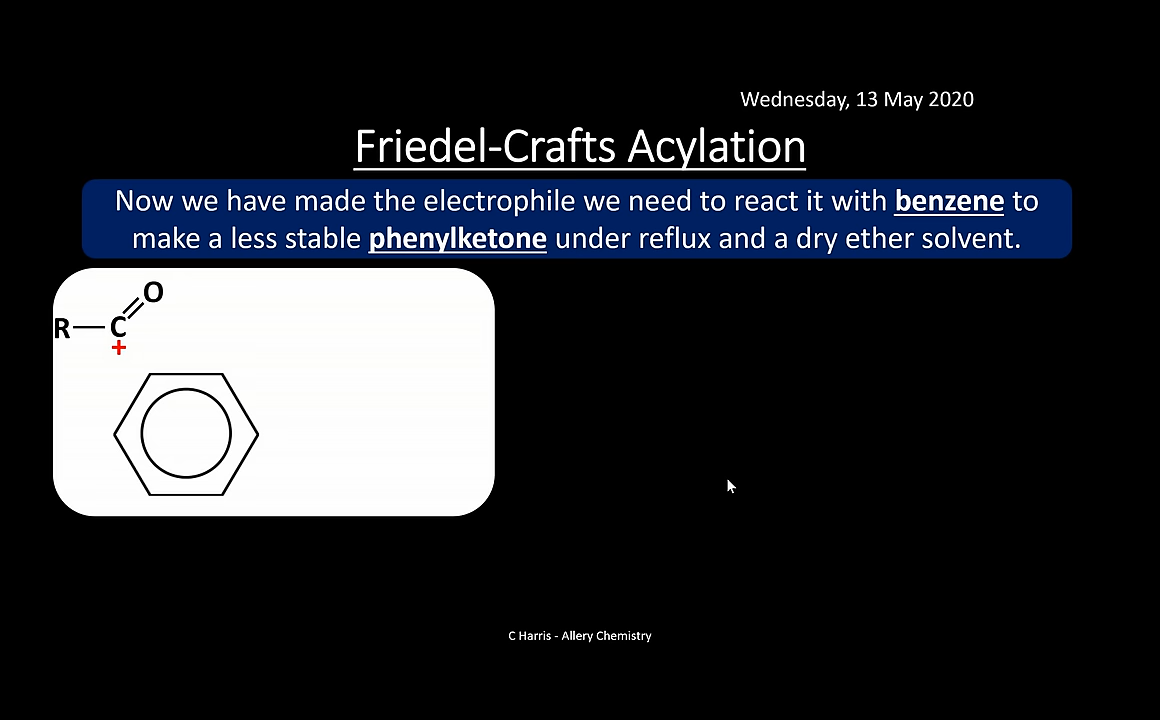 Wednesday, 13 May 2020
Friedel-Crafts Acylation
Now we have made the electrophile we need to react it with benzene to
make a less stable phenylketone under reflux and a dry ether solvent.
O
R C
+
C Harris - Allery Chemistry